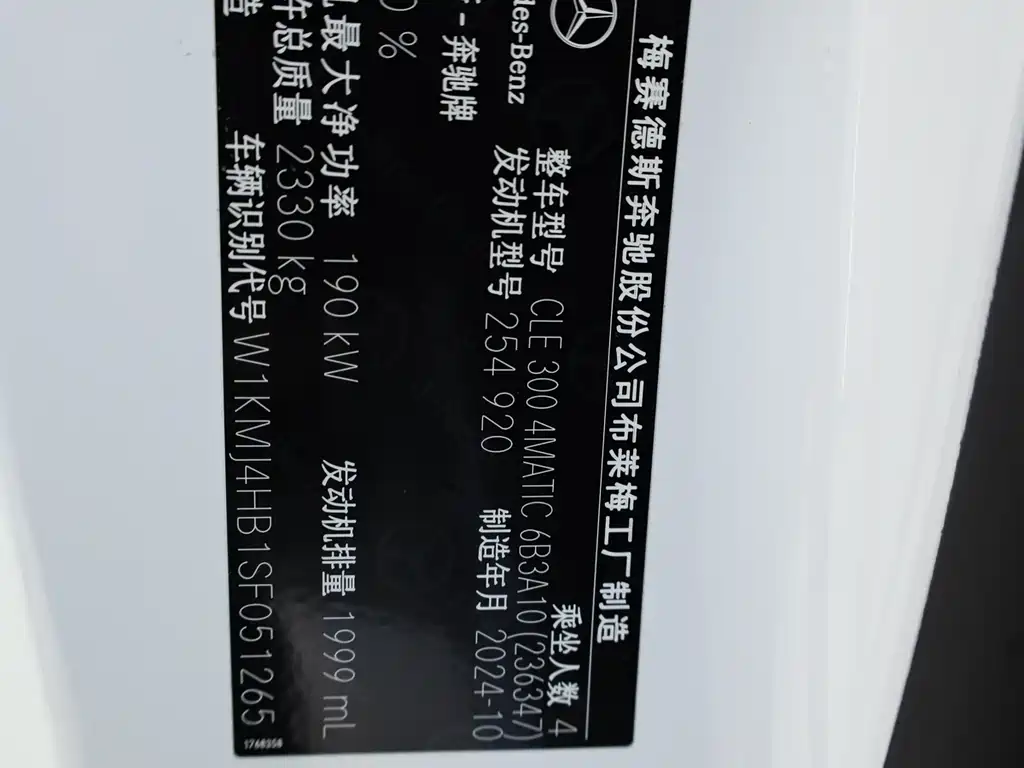 梅赛德斯奔驰股份公司布莱梅工厂制造
乘坐人数 4
整车型号 CLE 300 4MATIC 6B3A10(236347)
发动机型号 254 920 制造年月 2024-10
des-Benz
奔驰牌
%
最大净功率 190 kW 发动机排量 1999 mL
总质量 2330 kg
车辆识别代号 W1KMJ4HB1SF051265
造
1768358